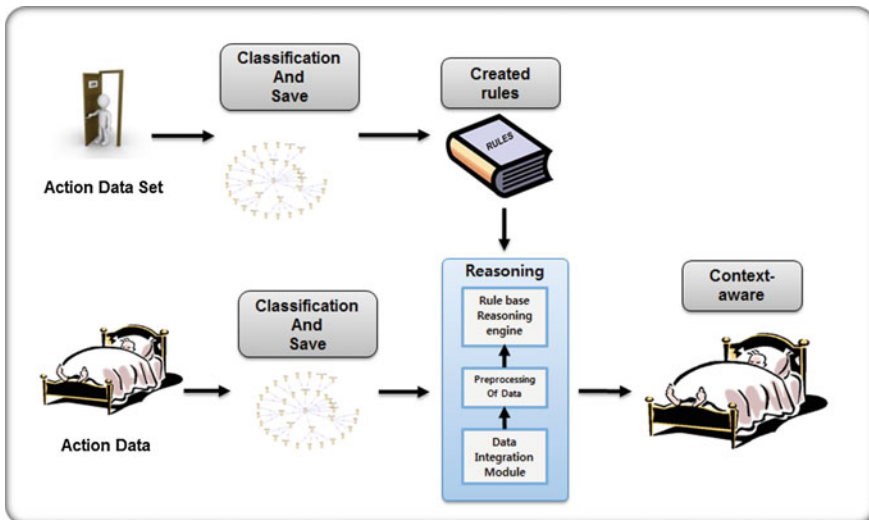 Classification
And
Save
Created
rules
RULES
Action Data Set
Reasoning
Rule base
Reasoning
engine
Preprocessing
Of Data
Data
Integration
Module
Classification
And
Save
Action Data
Context-
aware